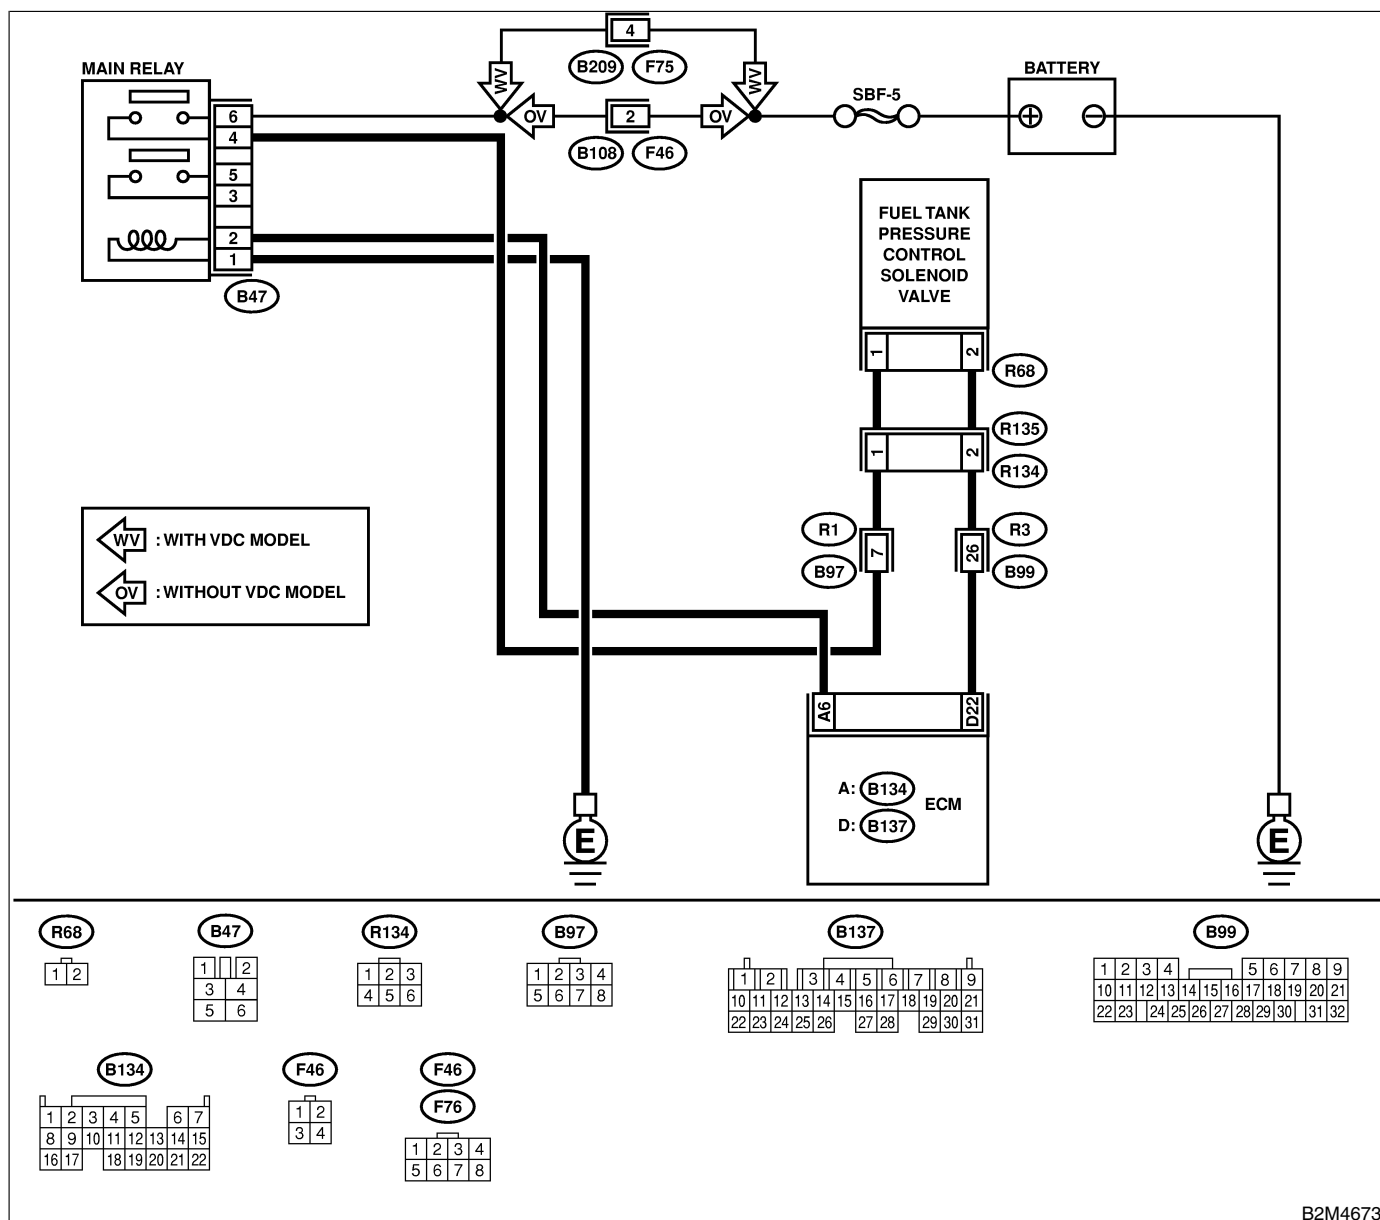 4
B209 F75
MAIN RELAY
WV
WV
BATTERY
SBF-5
6
OV
2
OV
+ −
4
B108 F46
5
3
2
1
B47
FUEL TANK
PRESSURE
CONTROL
SOLENOID
VALVE
1 2
R68
R135
1 2
R134
R1
R3
7
26
B97
B99
WV : WITH VDC MODEL
OV : WITHOUT VDC MODEL
A6 D22
A: B134
ECM
D: B137
E
E
R68
1 2
B47
1 2
3 4
5 6
R134
1 2 3
4 5 6
B97
1 2 3 4
5 6 7 8
B137
1 2 3 4 5 6 7 8 9
10 11 12 13 14 15 16 17 18 19 20 21
22 23 24 25 26 27 28 29 30 31
B99
1 2 3 4 5 6 7 8 9
10 11 12 13 14 15 16 17 18 19 20 21
22 23 24 25 26 27 28 29 30 31 32
B134
1 2 3 4 5 6 7
8 9 10 11 12 13 14 15
16 17 18 19 20 21 22
F46
1 2
3 4
F46
F76
1 2 3 4
5 6 7 8
B2M4673